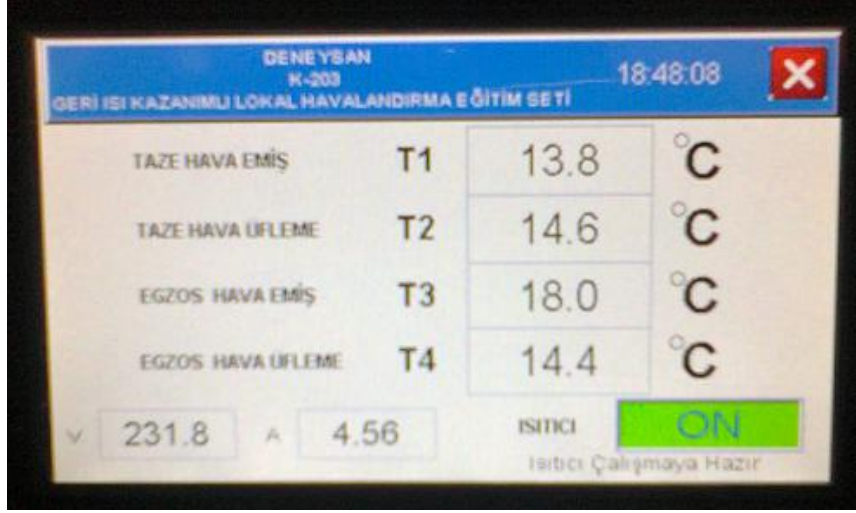 DENEYSAN
K-203
GERİ ISI KAZANIMLI LOKAL HAVALANDIRMA EĞİTİM SETİ
18:48:08
TAZE HAVA EMİŞ T1 13.8 °C
TAZE HAVA ÜFLEME T2 14.6 °C
EGZOS HAVA EMİŞ T3 18.0 °C
EGZOS HAVA ÜFLEME T4 14.4 °C
V 231.8 A 4.56 ISITICI ON
Isıtıcı Çalışmaya Hazır